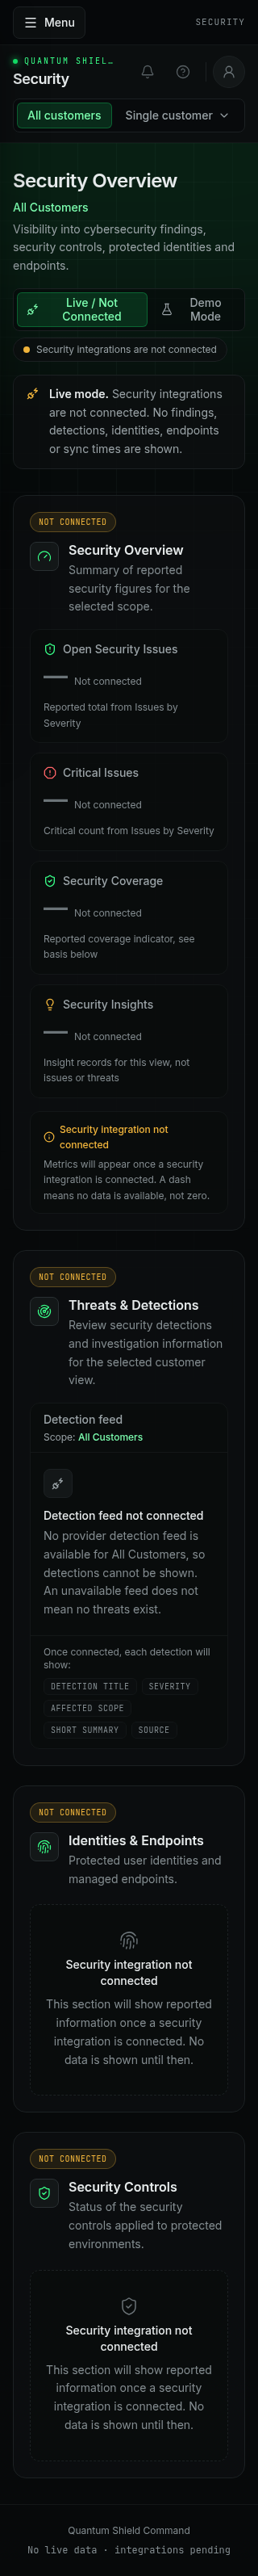 Menu
SECURITY
QUANTUM SHIEL…
Security
All customers
Single customer
Security Overview
All Customers
Visibility into cybersecurity findings,
security controls, protected identities and
endpoints.
Live / Not
Connected
Demo
Mode
Security integrations are not connected
Live mode. Security integrations
are not connected. No findings,
detections, identities, endpoints
or sync times are shown.
NOT CONNECTED
Security Overview
Summary of reported
security figures for the
selected scope.
Open Security Issues
— Not connected
Reported total from Issues by
Severity
Critical Issues
— Not connected
Critical count from Issues by Severity
Security Coverage
— Not connected
Reported coverage indicator, see
basis below
Security Insights
— Not connected
Insight records for this view, not
issues or threats
Security integration not
connected
Metrics will appear once a security
integration is connected. A dash
means no data is available, not zero.
NOT CONNECTED
Threats & Detections
Review security detections
and investigation information
for the selected customer
view.
Detection feed
Scope: All Customers
Detection feed not connected
No provider detection feed is
available for All Customers, so
detections cannot be shown.
An unavailable feed does not
mean no threats exist.
Once connected, each detection will
show:
DETECTION TITLE
SEVERITY
AFFECTED SCOPE
SHORT SUMMARY
SOURCE
NOT CONNECTED
Identities & Endpoints
Protected user identities and
managed endpoints.
Security integration not
connected
This section will show reported
information once a security
integration is connected. No
data is shown until then.
NOT CONNECTED
Security Controls
Status of the security
controls applied to protected
environments.
Security integration not
connected
This section will show reported
information once a security
integration is connected. No
data is shown until then.
Quantum Shield Command
No live data · integrations pending